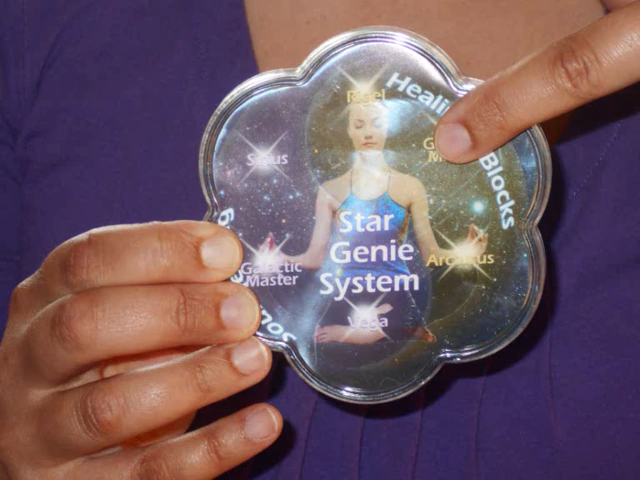 Healing
Blocks
Rigel
Sirius
Star
Genie
System
Galactic
Master
Arcturus
Vega